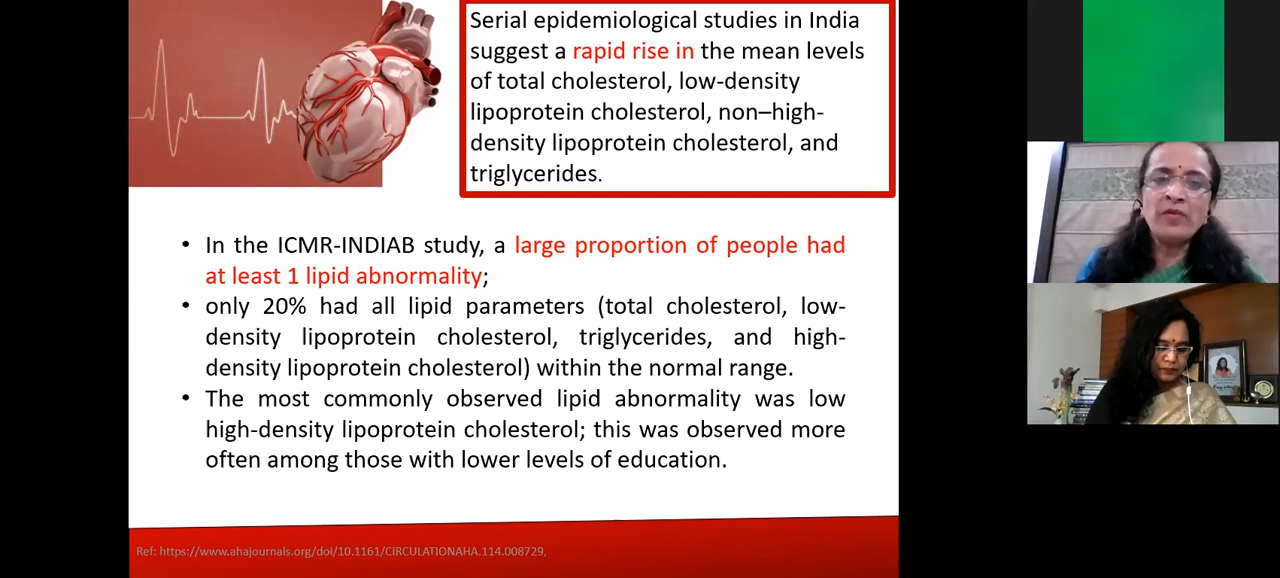 Serial epidemiological studies in India
suggest a rapid rise in the mean levels
of total cholesterol, low-density
lipoprotein cholesterol, non–high-
density lipoprotein cholesterol, and
triglycerides.
• In the ICMR-INDIAB study, a large proportion of people had
at least 1 lipid abnormality;
• only 20% had all lipid parameters (total cholesterol, low-
density lipoprotein cholesterol, triglycerides, and high-
density lipoprotein cholesterol) within the normal range.
• The most commonly observed lipid abnormality was low
high-density lipoprotein cholesterol; this was observed more
often among those with lower levels of education.
Ref: https://www.ahajournals.org/doi/10.1161/CIRCULATIONAHA.114.008729,